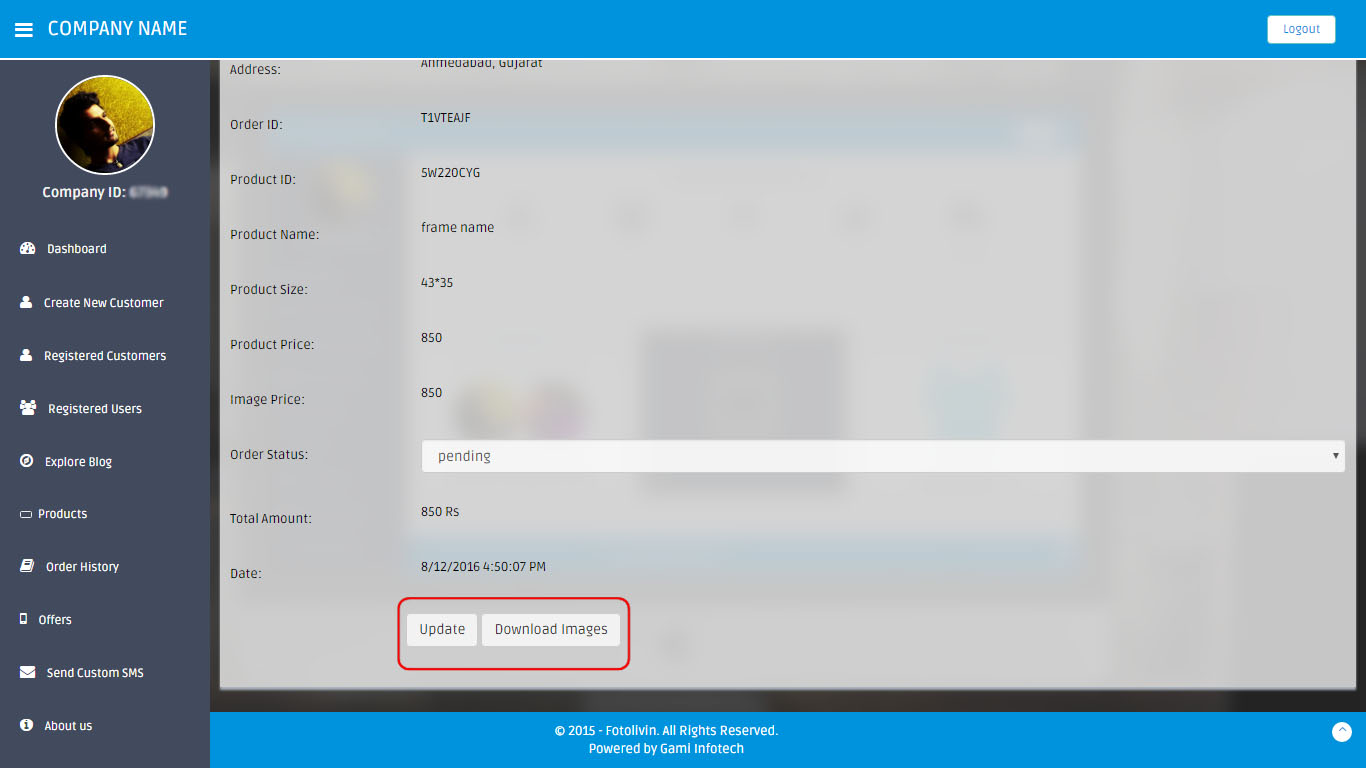 COMPANY NAME
Logout
Company ID:
Dashboard
Create New Customer
Registered Customers
Registered Users
Explore Blog
Products
Order History
Offers
Send Custom SMS
About us
Address: Ahmedabad, Gujarat
Order ID: T1VTEAJF
Product ID: 5W220CYG
Product Name: frame name
Product Size: 43*35
Product Price: 850
Image Price: 850
Order Status: pending
Total Amount: 850 Rs
Date: 8/12/2016 4:50:07 PM
Update Download Images
© 2015 - Fotolivin. All Rights Reserved.
Powered by Gami Infotech